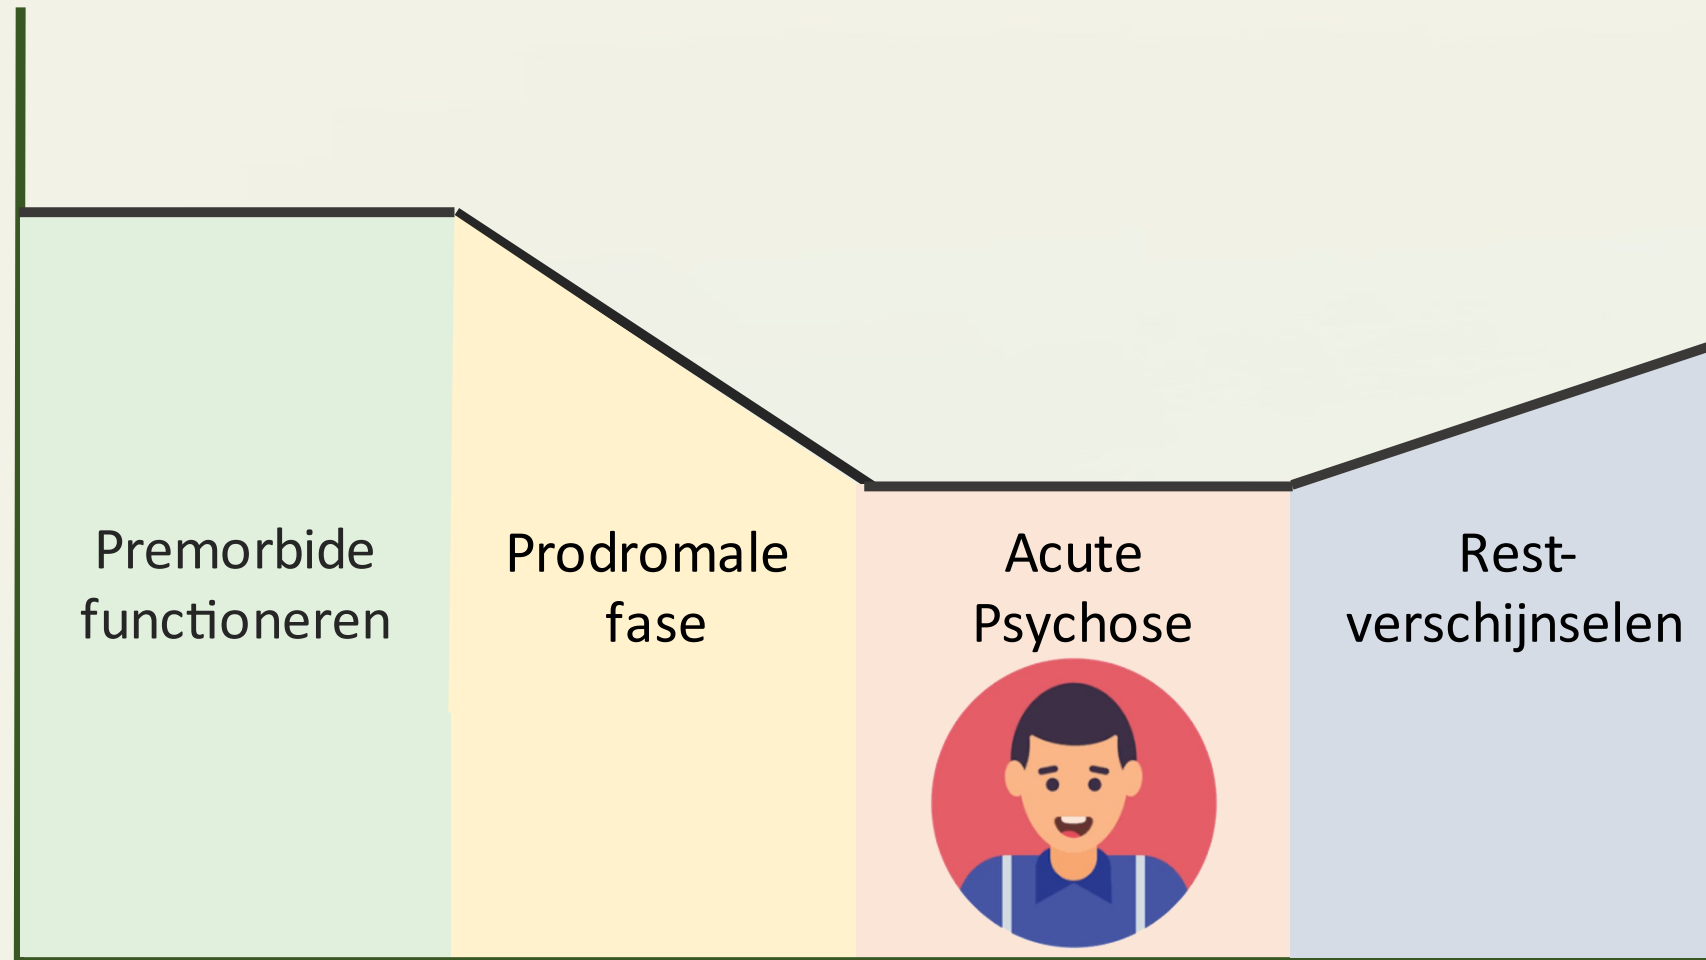 Premorbide
functioneren
Prodromale
fase
Acute
Psychose
Rest-
verschijnselen